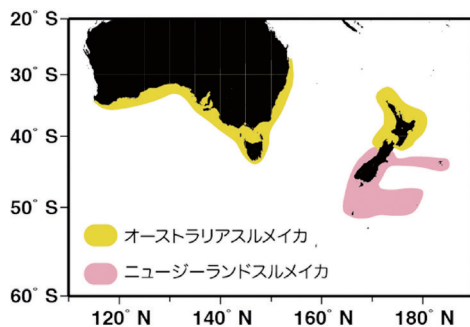 20° S
30° S
40° S
50° S
60° S
オーストラリアスルメイカ
ニュージーランドスルメイカ
120° N
140° N
160° N
180° N